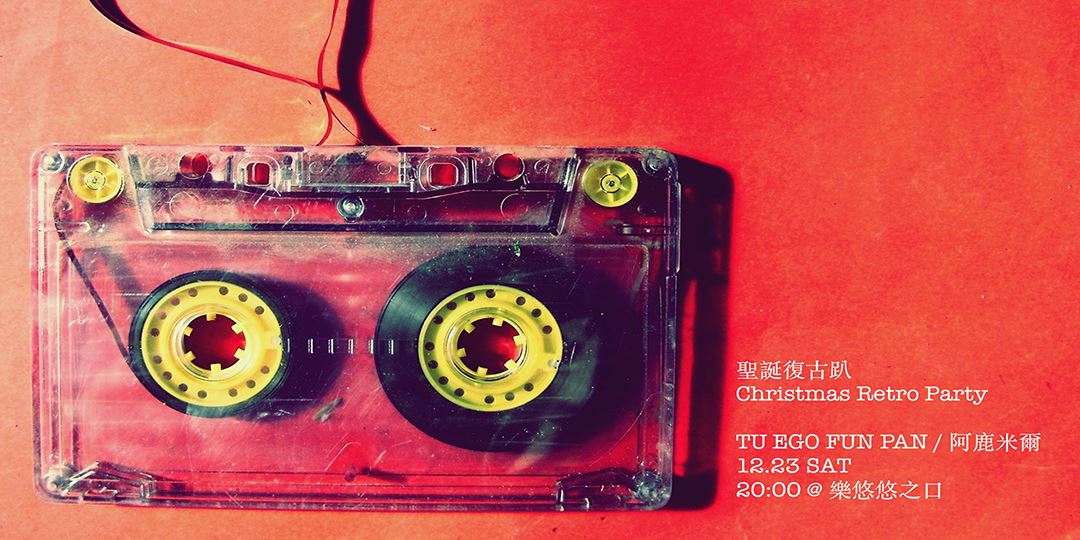 聖誕復古趴
Christmas Retro Party
TU EGO FUN PAN / 阿鹿米爾
12.23 SAT
20:00 @ 樂悠悠之口